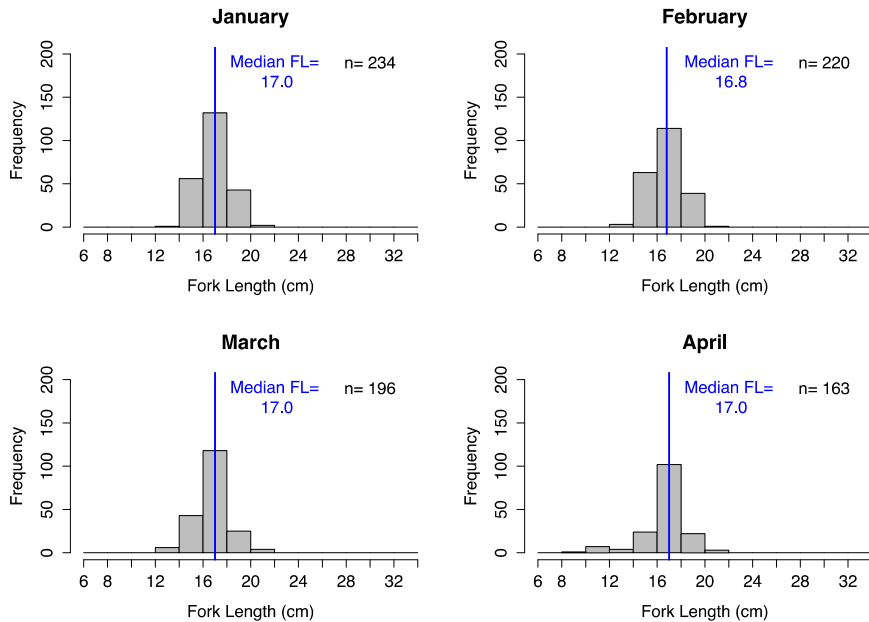 January
Median FL=
17.0
n= 234
Frequency
0 50 100 150 200
6 8 12 16 20 24 28 32
Fork Length (cm)
February
Median FL=
16.8
n= 220
Frequency
0 50 100 150 200
6 8 12 16 20 24 28 32
Fork Length (cm)
March
Median FL=
17.0
n= 196
Frequency
0 50 100 150 200
6 8 12 16 20 24 28 32
Fork Length (cm)
April
Median FL=
17.0
n= 163
Frequency
0 50 100 150 200
6 8 12 16 20 24 28 32
Fork Length (cm)